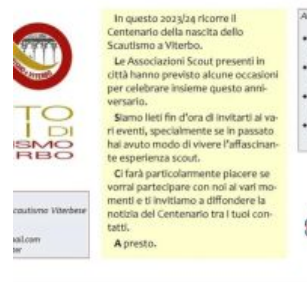 In questo 2023/24 ricorre il
Centenario della nascita dello
Scautismo a Viterbo.
Le Associazioni Scout presenti in
città hanno previsto alcune occasioni
per celebrare insieme questo anni-
versario.
Siamo lieti fin d'ora di invitarti ai va-
ri eventi, specialmente se in passato
hai avuto modo di vivere l'affascinan-
te esperienza scout.
Ci farà particolarmente piacere se
vorrai partecipare con noi ai vari mo-
menti e ti invitiamo a diffondere la
notizia del Centenario tra i tuoi con-
tatti.
A presto.
TO
I DI
ISMO
RBO
Scautismo Viterbese
ail.com